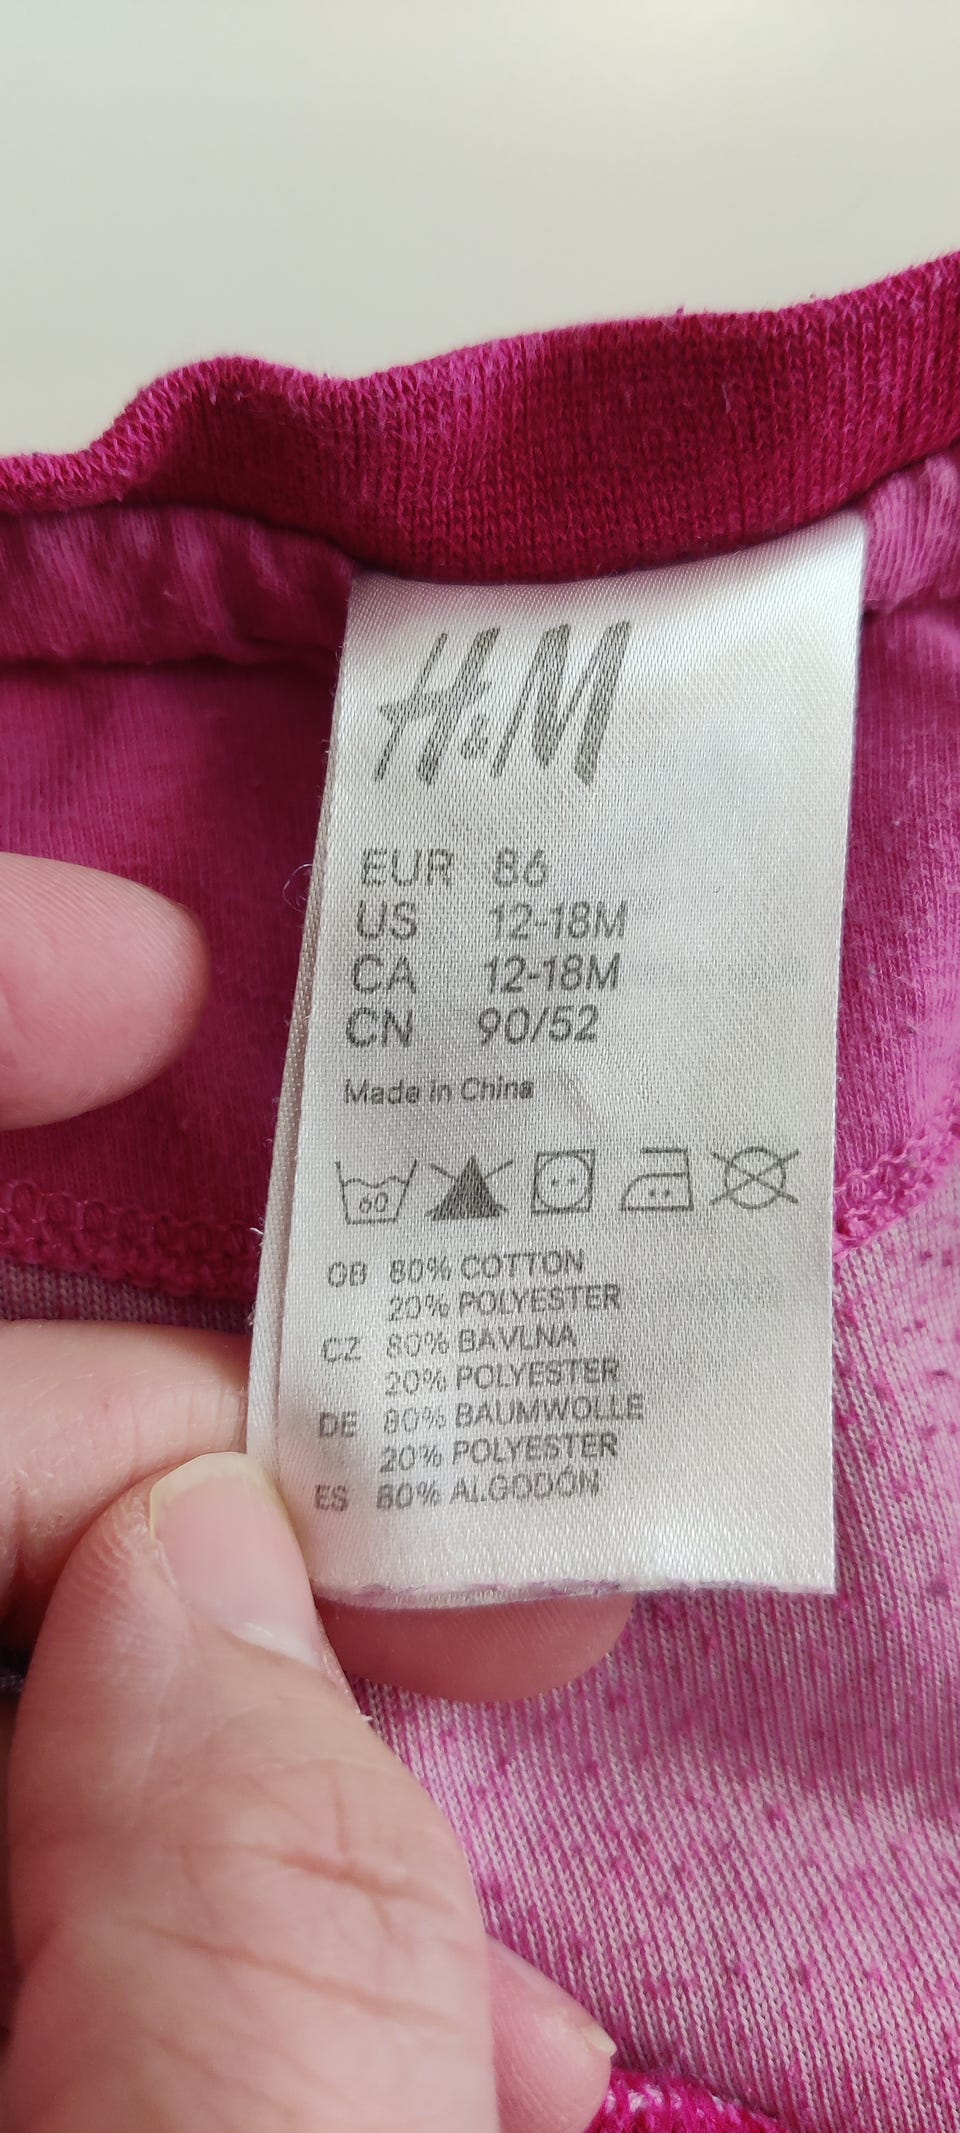 H&M
EUR 86
US 12-18M
CA 12-18M
CN 90/52
Made in China
60
GB 80% COTTON
20% POLYESTER
CZ 80% BAVLNA
20% POLYESTER
DE 80% BAUMWOLLE
20% POLYESTER
ES 80% ALGODÓN